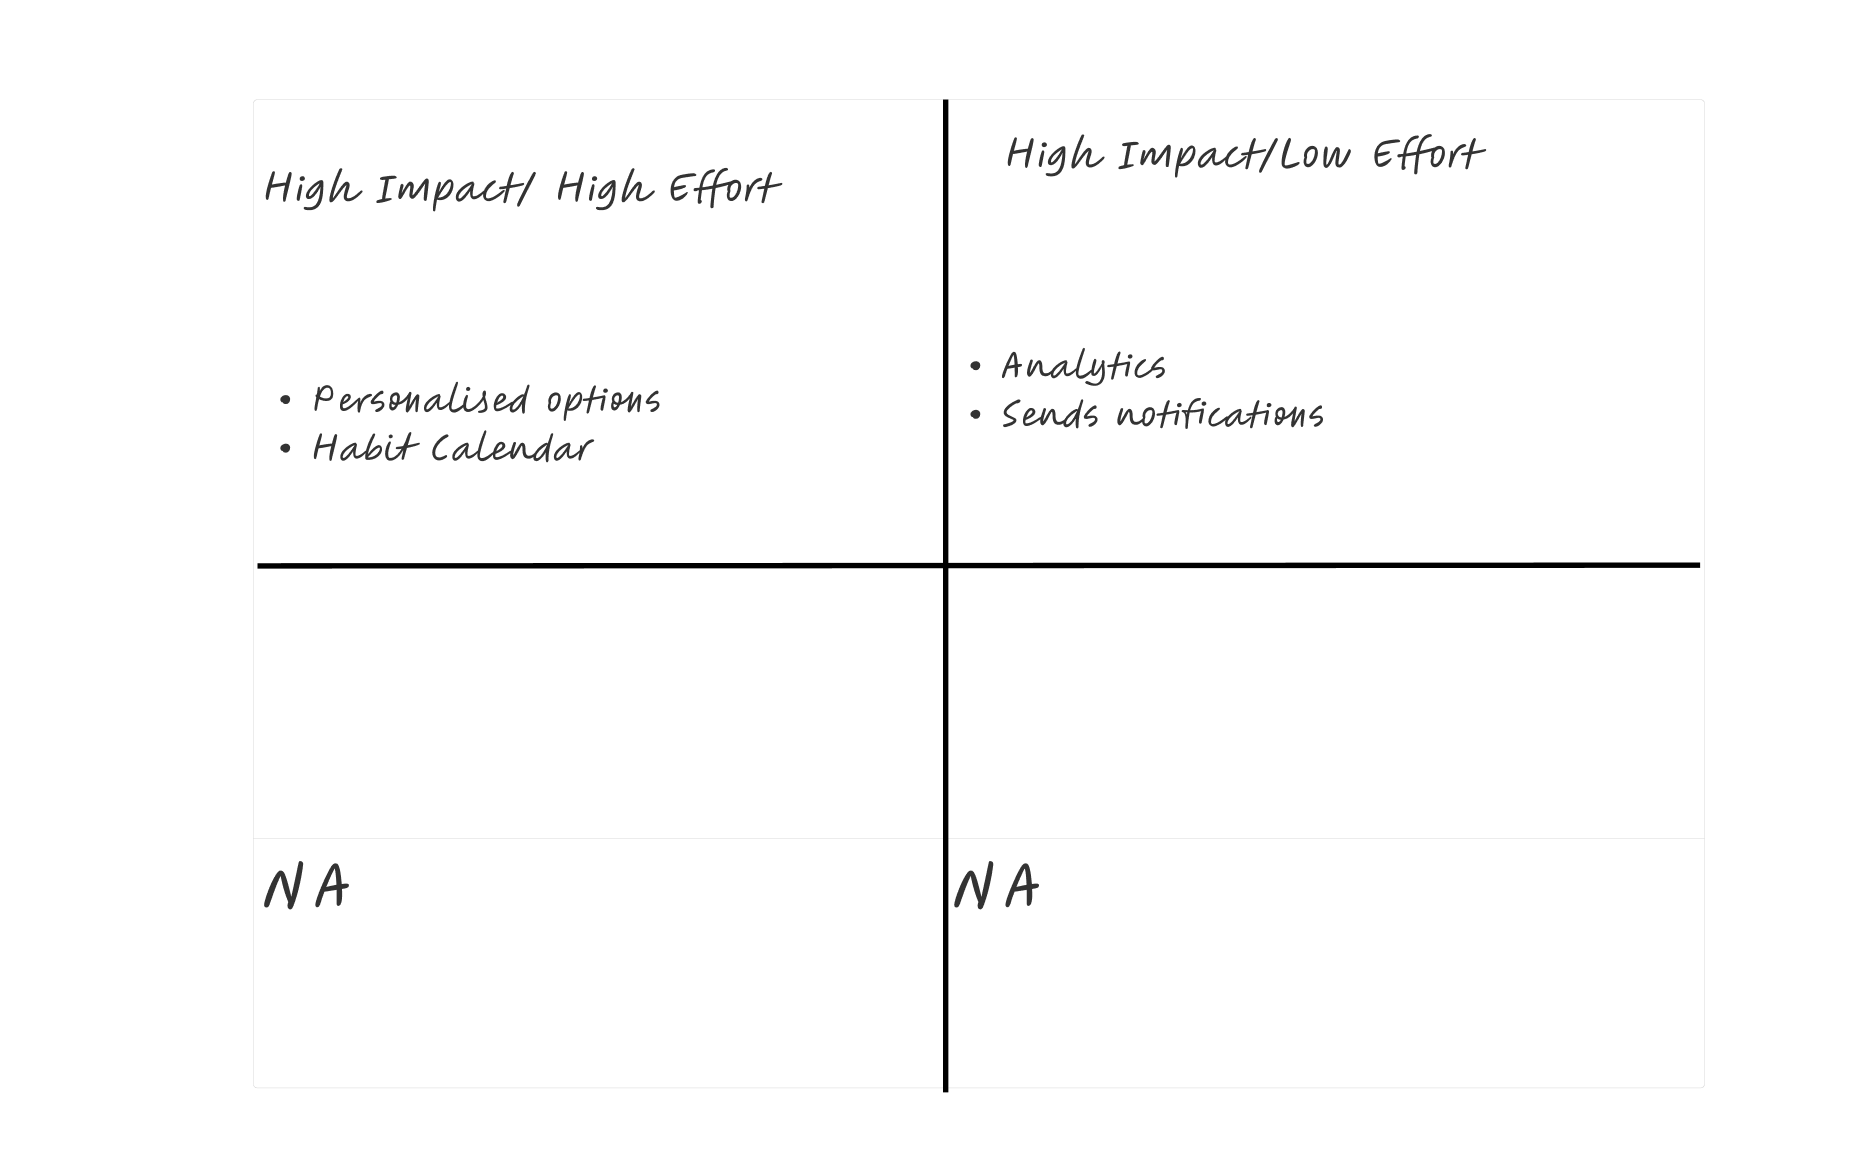 High Impact/ High Effort
• Personalised options
• Habit Calendar
High Impact/Low Effort
• Analytics
• Sends notifications
NA
NA